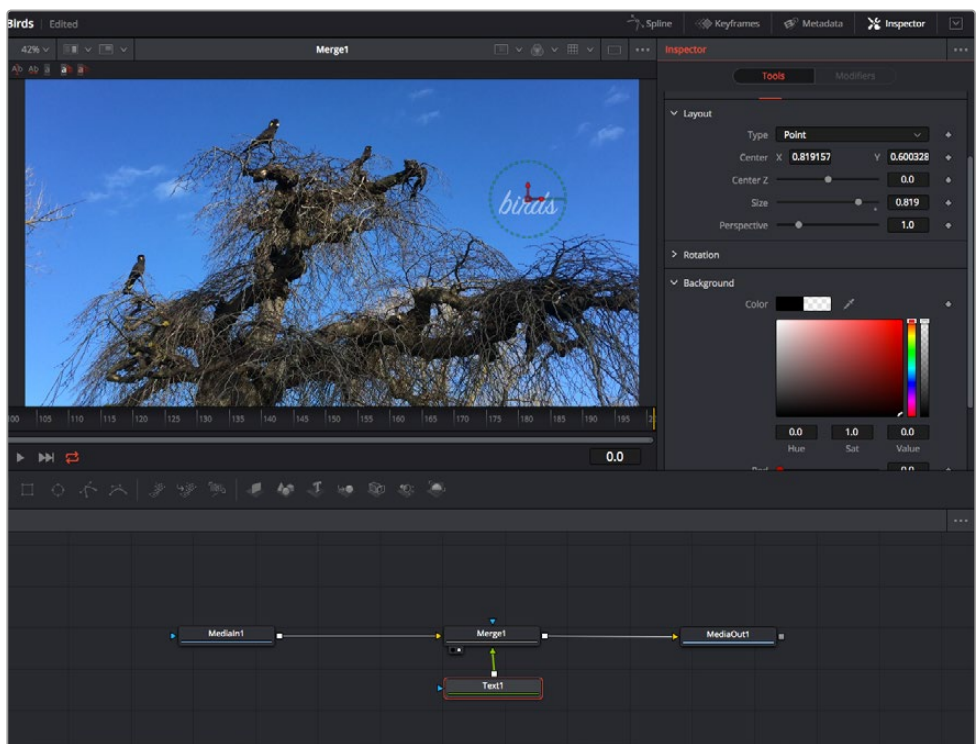 Birds Edited Spline Keyframes Metadata Inspector
42% Merge1 Inspector
Tools Modifiers
Layout
Type Point
Center X 0.819157 Y 0.600328
Center Z 0.0
Size 0.819
Perspective 1.0
Rotation
Background
Color
birds
105 110 115 120 125 130 135 140 145 150 155 160 165 170 175 180 185 190 195
0.0 1.0 0.0
Hue Sat Value
0.0
MediaIn1 Merge1 MediaOut1
Text1